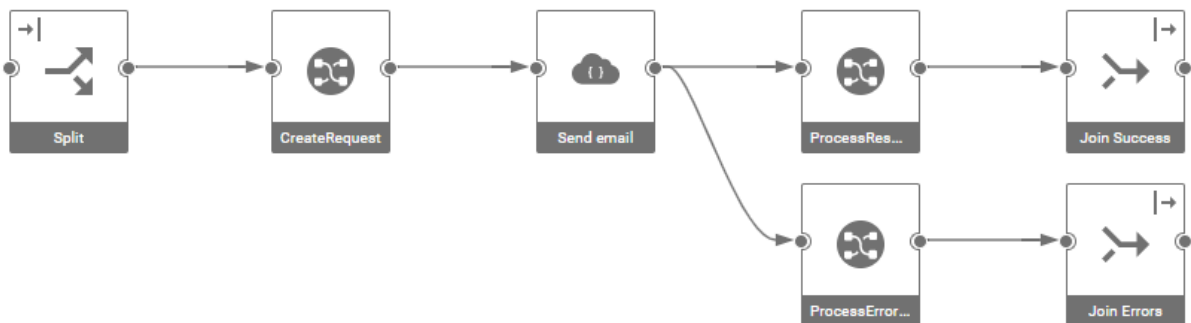 Split
CreateRequest
Send email
ProcessRes...
Join Success
ProcessError...
Join Errors